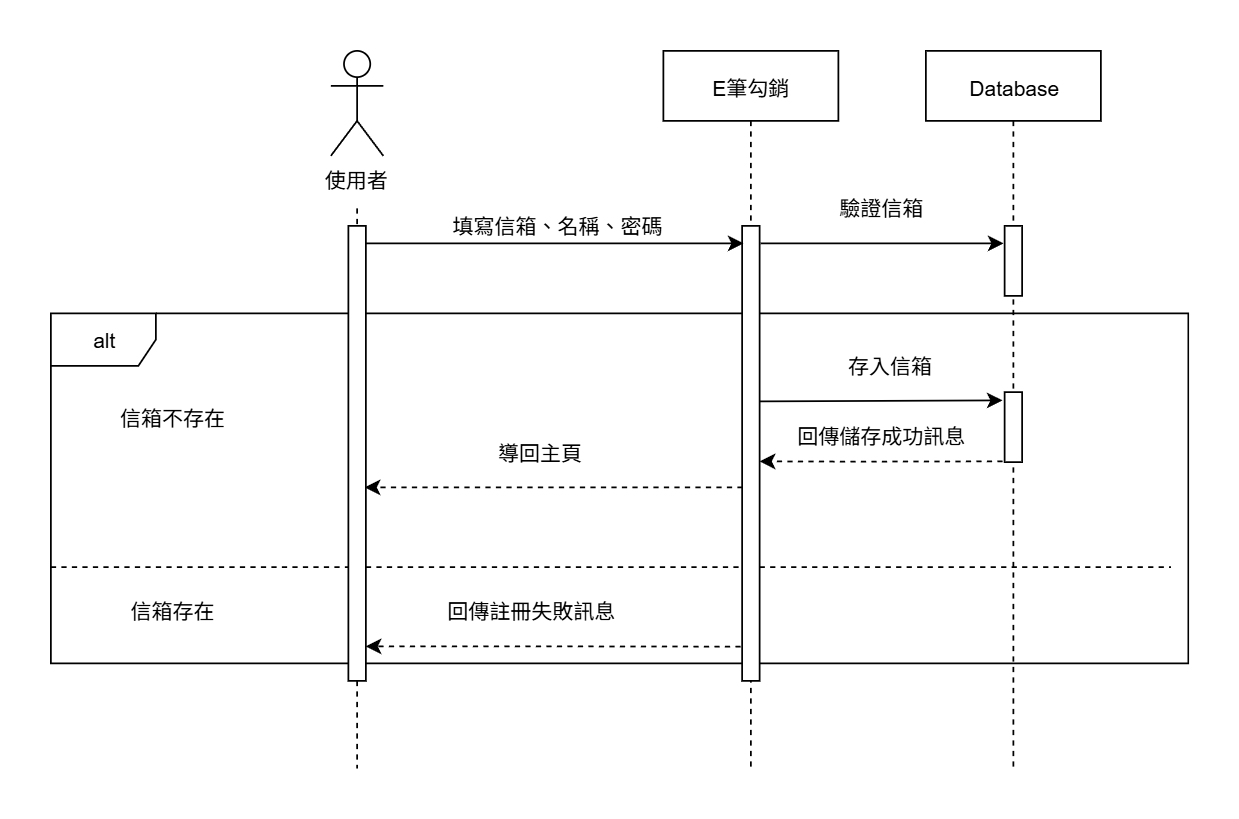 E筆勾銷
Database
使用者
填寫信箱、名稱、密碼
驗證信箱
alt
存入信箱
信箱不存在
回傳儲存成功訊息
導回主頁
信箱存在
回傳註冊失敗訊息